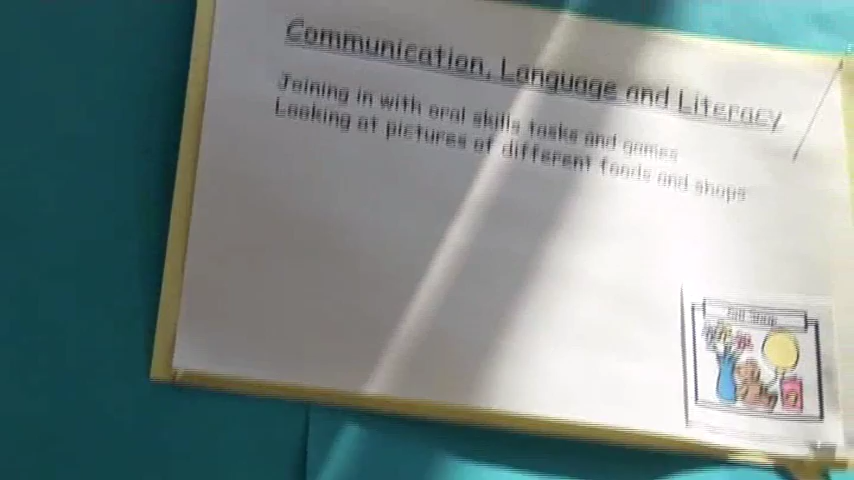 Communication, Language and Literacy
Joining in with oral skills tasks and games
Looking at pictures of different foods and shops